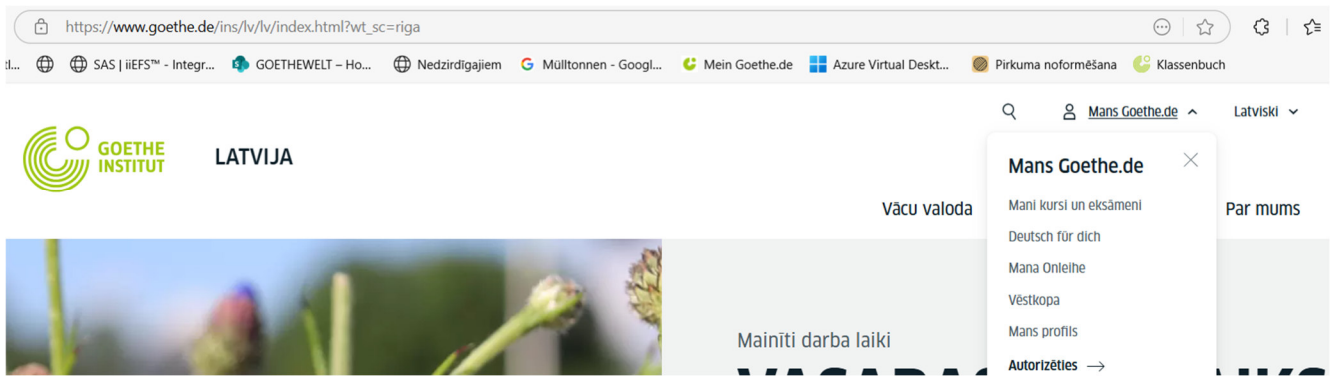 https://www.goethe.de/ins/lv/lv/index.html?wt_sc=riga
SAS | iiEFS™ - Integr... GOETHEWELT – Ho... Nedzirdīgajiem Mülltonnen - Googl... Mein Goethe.de Azure Virtual Deskt... Pirkuma noformēšana Klassenbuch
Mans Goethe.de Latviski
GOETHE
INSTITUT
LATVIJA
Mans Goethe.de
Vācu valoda
Par mums
Mani kursi un eksāmeni
Deutsch für dich
Mana Onleihe
Vēstkopa
Mans profils
Autorizēties →
Mainīti darba laiki